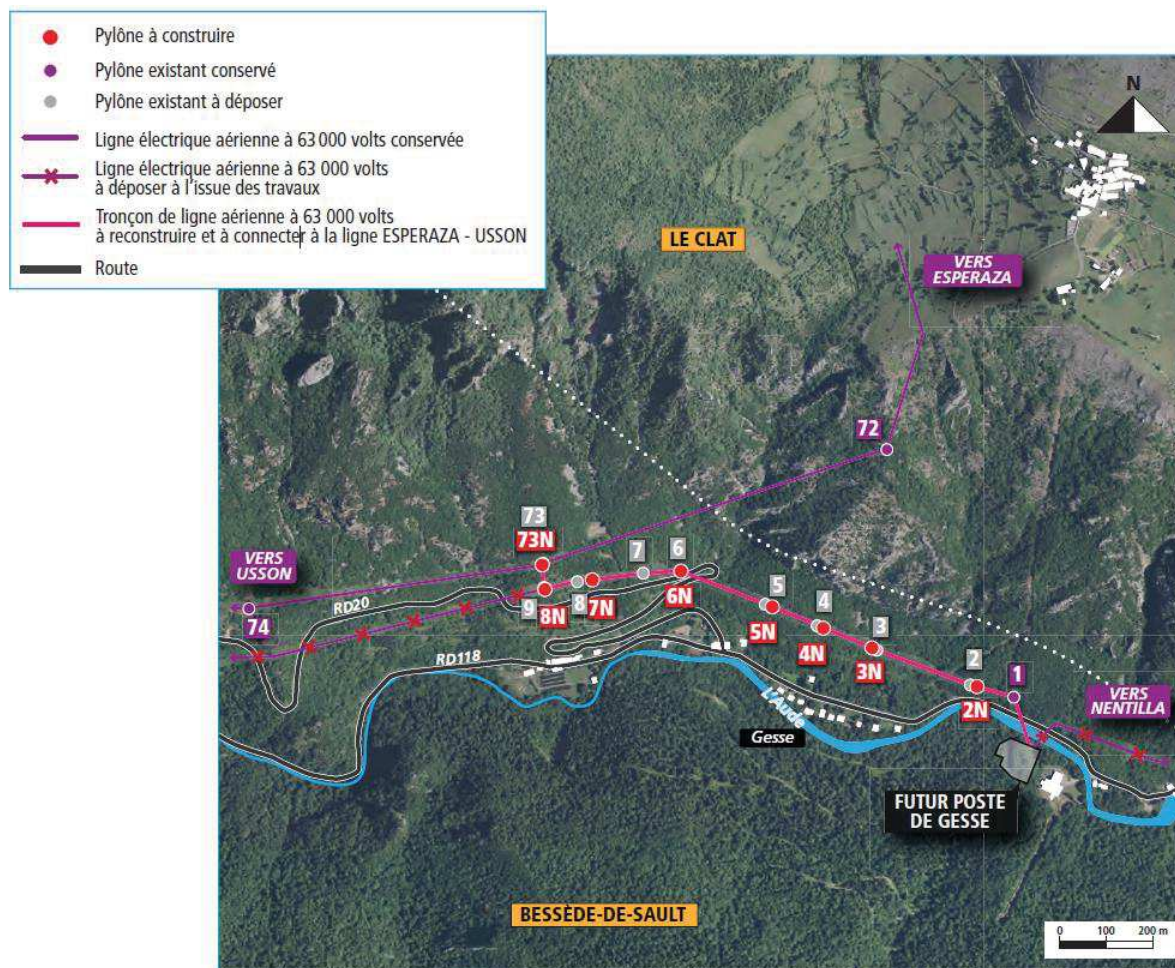 Pylône à construire
Pylône existant conservé
Pylône existant à déposer
Ligne électrique aérienne à 63 000 volts conservée
Ligne électrique aérienne à 63 000 volts
à déposer à l'issue des travaux
Tronçon de ligne aérienne à 63 000 volts
à reconstruire et à connecter à la ligne ESPERAZA - USSON
Route
N
LE CLAT
VERS
ESPERAZA
72
73
73N
7
6
VERS
USSON
74
RD20
9
8N
8
7N
6N
5
5N
4
4N
3
3N
2
2N
1
RD118
L'Aude
Gesse
VERS
NENTILLA
FUTUR POSTE
DE GESSE
BESSÈDE-DE-SAULT
0 100 200 m